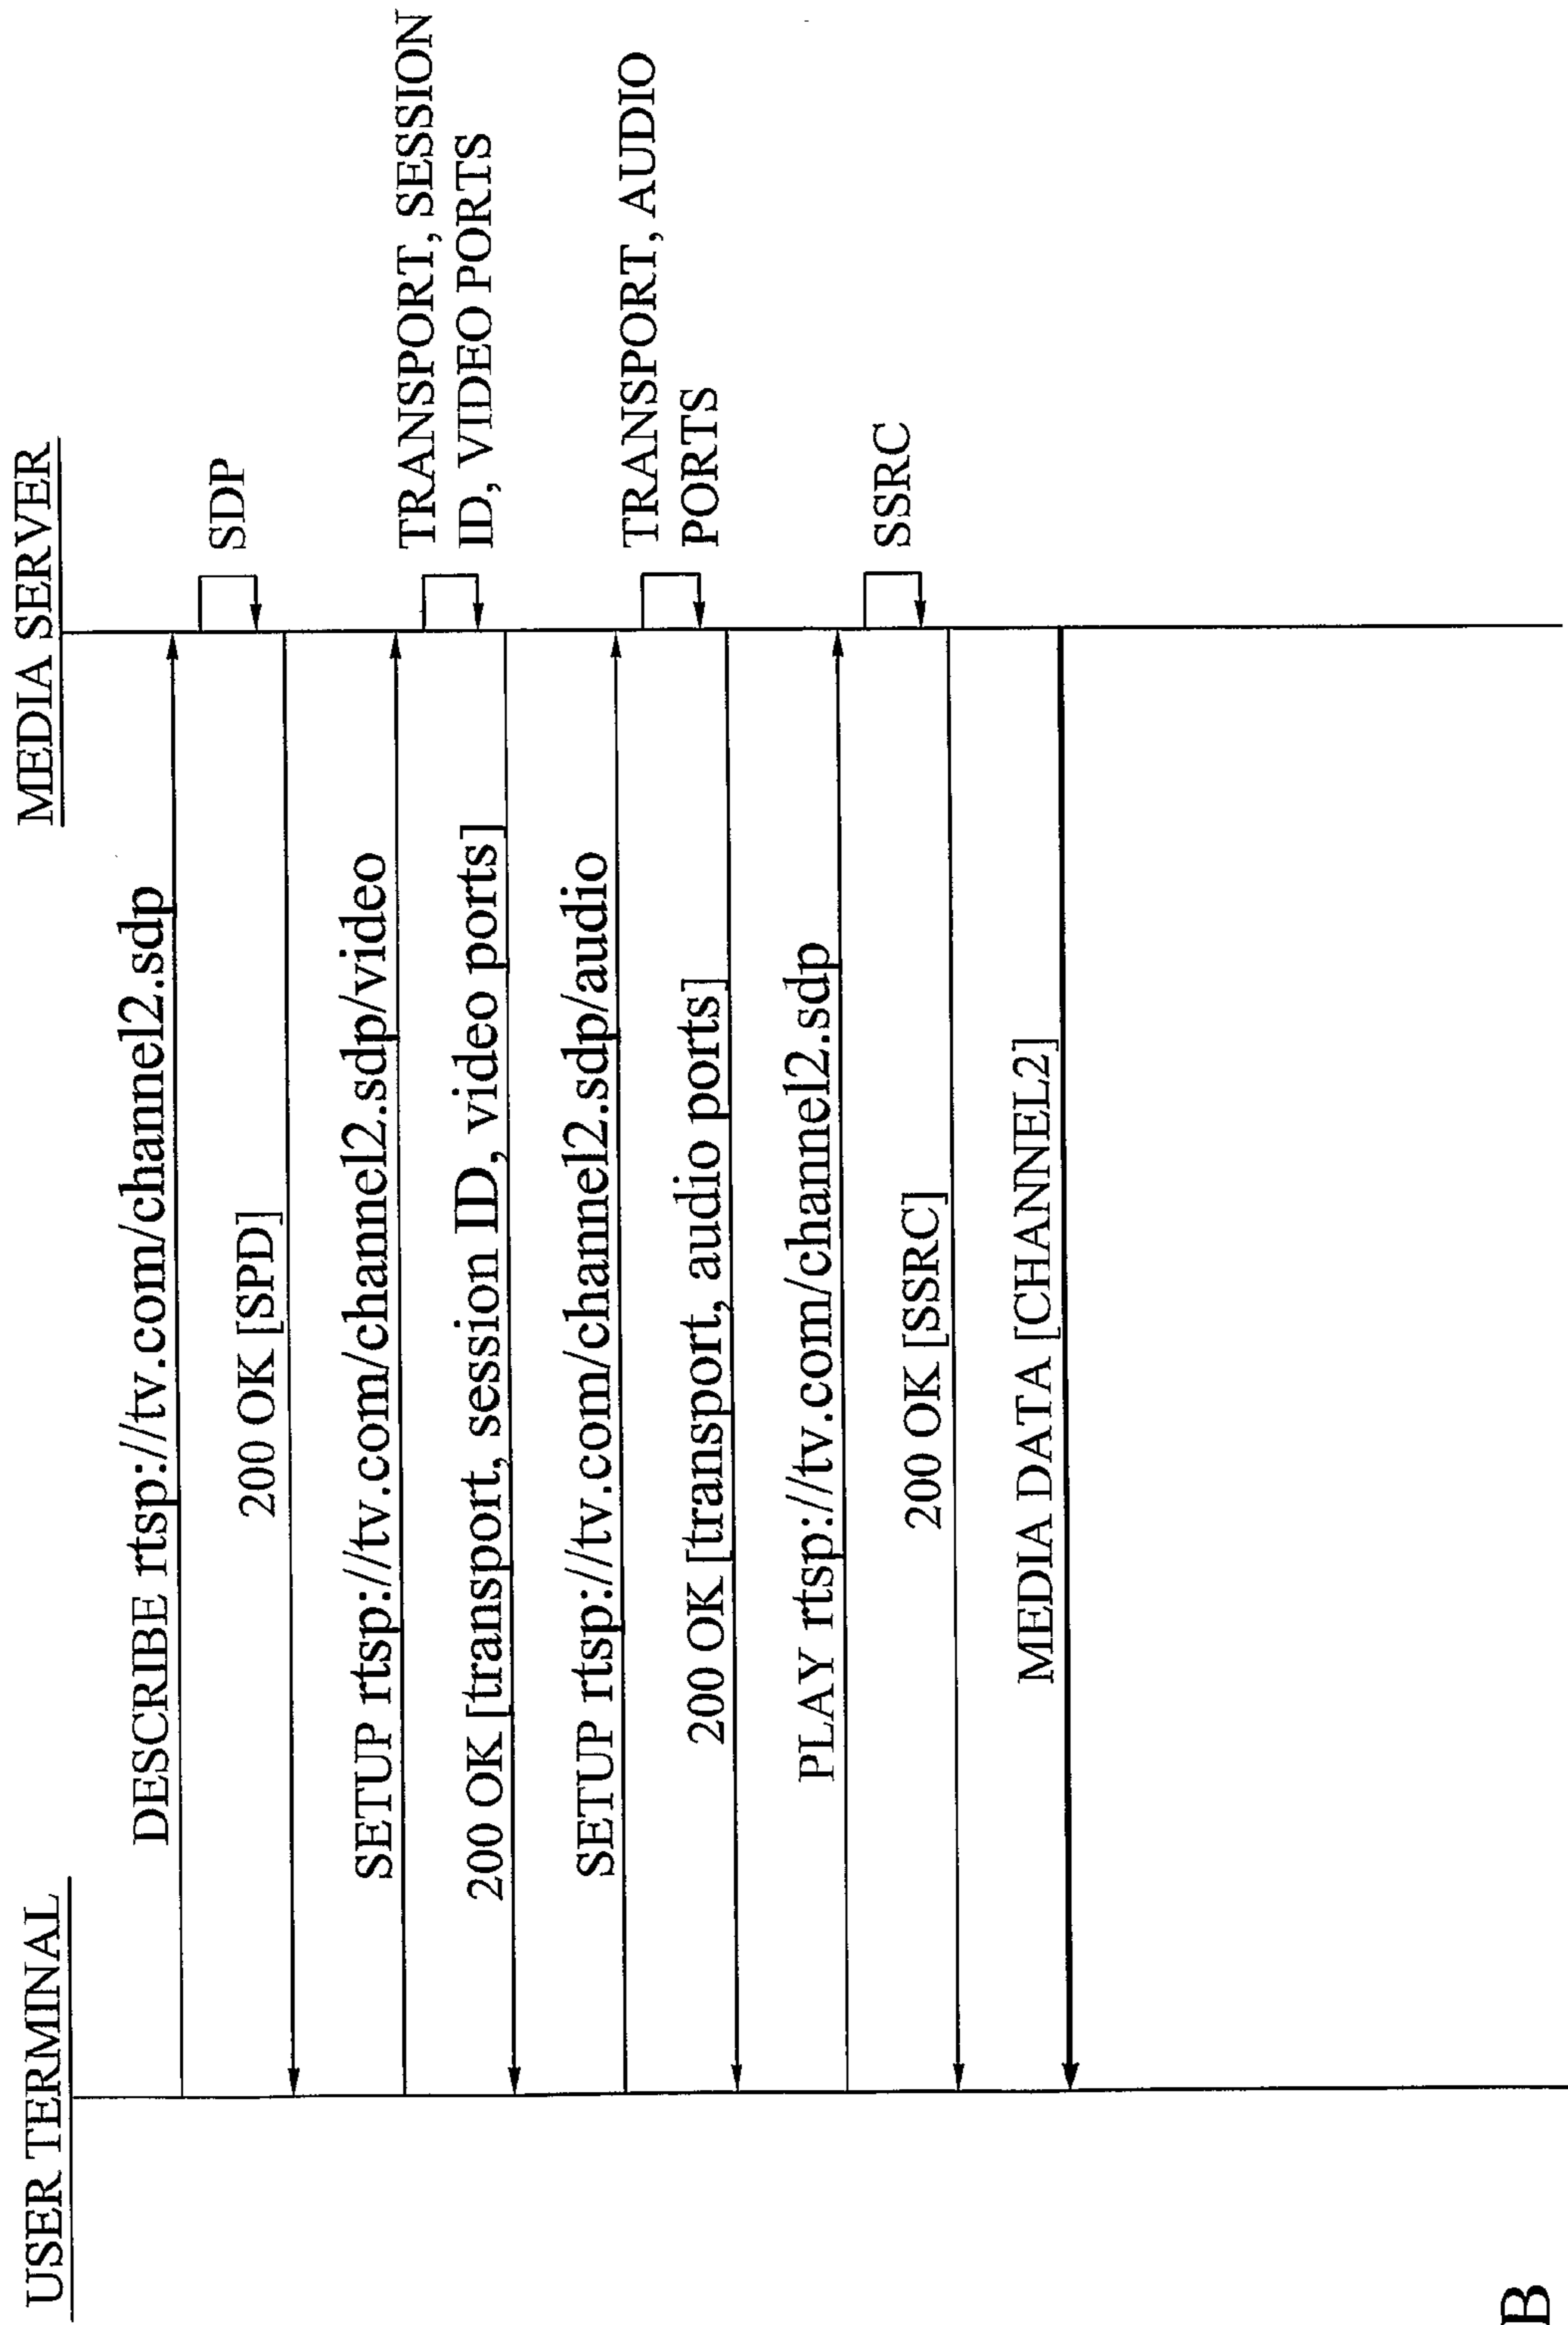 USER TERMINAL
MEDIA SERVER
DESCRIBE rtsp://tv.com/channel2.sdp
SDP
200 OK [SPD]
SETUP rtsp://tv.com/channel2.sdp/video
TRANSPORT, SESSION
ID, VIDEO PORTS
200 OK [transport, session ID, video ports]
SETUP rtsp://tv.com/channel2.sdp/audio
TRANSPORT, AUDIO
PORTS
200 OK [transport, audio ports]
PLAY rtsp://tv.com/channel2.sdp
SSRC
200 OK [SSRC]
MEDIA DATA [CHANNEL2]
B